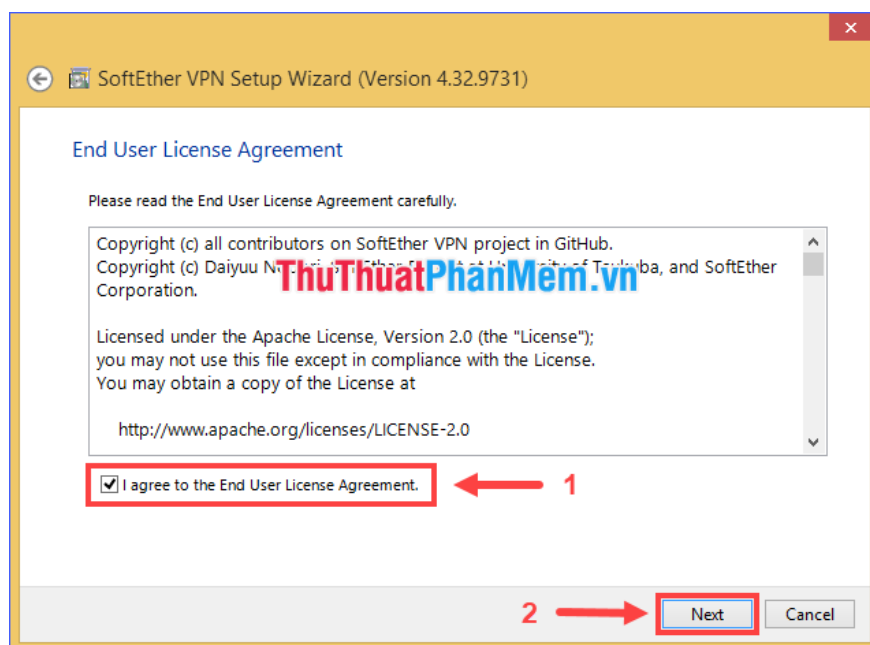 SoftEther VPN Setup Wizard (Version 4.32.9731)
End User License Agreement
Please read the End User License Agreement carefully.
Copyright (c) all contributors on SoftEther VPN project in GitHub.
Copyright (c) Daiyuu of and SoftEther
ThuThuatPhanMem.vn
Corporation.
Licensed under the Apache License, Version 2.0 (the "License");
you may not use this file except in compliance with the License.
You may obtain a copy of the License at
http://www.apache.org/licenses/LICENSE-2.0
I agree to the End User License Agreement.
1
2
Next
Cancel